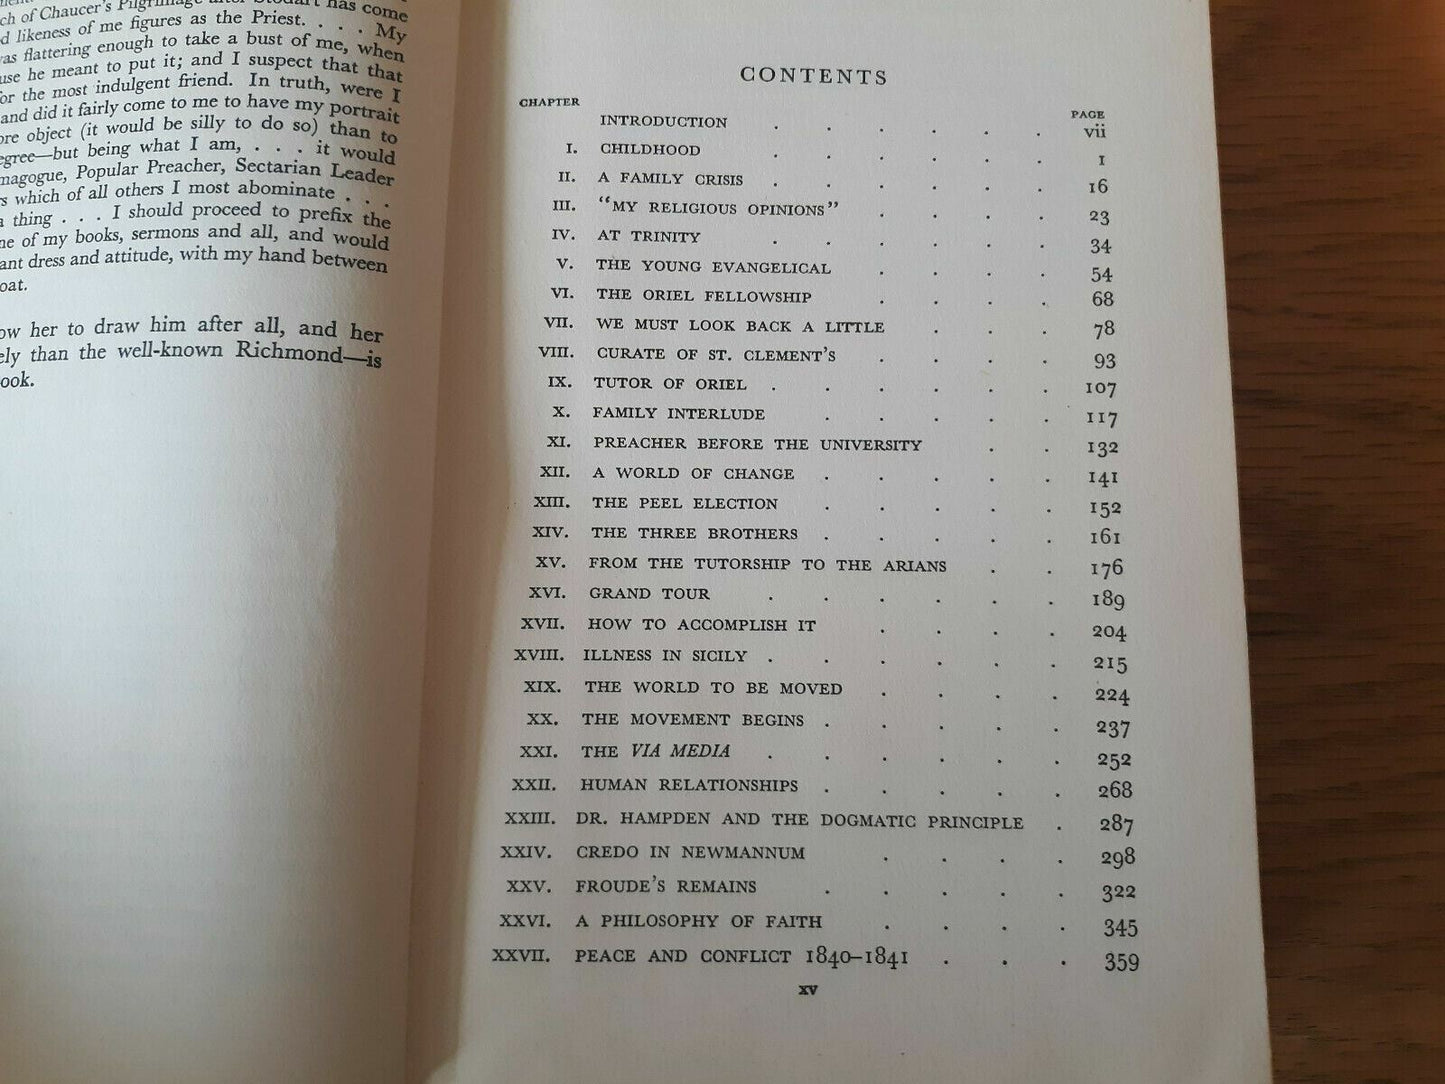 ch of Chaucer's Pilgrimage after Stodart has come
d likeness of me figures as the Priest. . . . My
as flattering enough to take a bust of me, when
use he meant to put it; and I suspect that that
for the most indulgent friend. In truth, were I
and did it fairly come to me to have my portrait
ore object (it would be silly to do so) than to
egree—but being what I am, . . . it would
magogue, Popular Preacher, Sectarian Leader
s which of all others I most abominate . . .
a thing . . . I should proceed to prefix the
ne of my books, sermons and all, and would
ant dress and attitude, with my hand between
oat.
ow her to draw him after all, and her
ely than the well-known Richmond—is
ook.
CONTENTS
CHAPTER PAGE
INTRODUCTION . . . . . . vii
I. CHILDHOOD . . . . . . 1
II. A FAMILY CRISIS . . . . . . 16
III. "MY RELIGIOUS OPINIONS" . . . . 23
IV. AT TRINITY . . . . . . 34
V. THE YOUNG EVANGELICAL . . . . 54
VI. THE ORIEL FELLOWSHIP . . . . 68
VII. WE MUST LOOK BACK A LITTLE . . . 78
VIII. CURATE OF ST. CLEMENT'S . . . . 93
IX. TUTOR OF ORIEL . . . . . . 107
X. FAMILY INTERLUDE . . . . . 117
XI. PREACHER BEFORE THE UNIVERSITY . . 132
XII. A WORLD OF CHANGE . . . . . 141
XIII. THE PEEL ELECTION . . . . . 152
XIV. THE THREE BROTHERS . . . . . 161
XV. FROM THE TUTORSHIP TO THE ARIANS . . 176
XVI. GRAND TOUR . . . . . . 189
XVII. HOW TO ACCOMPLISH IT . . . . 204
XVIII. ILLNESS IN SICILY . . . . . . 215
XIX. THE WORLD TO BE MOVED . . . . 224
XX. THE MOVEMENT BEGINS . . . . . 237
XXI. THE VIA MEDIA . . . . . . 252
XXII. HUMAN RELATIONSHIPS . . . . . 268
XXIII. DR. HAMPDEN AND THE DOGMATIC PRINCIPLE . 287
XXIV. CREDO IN NEWMANNUM . . . . 298
XXV. FROUDE'S REMAINS . . . . . 322
XXVI. A PHILOSOPHY OF FAITH . . . . 345
XXVII. PEACE AND CONFLICT 1840-1841 . . . 359
xv